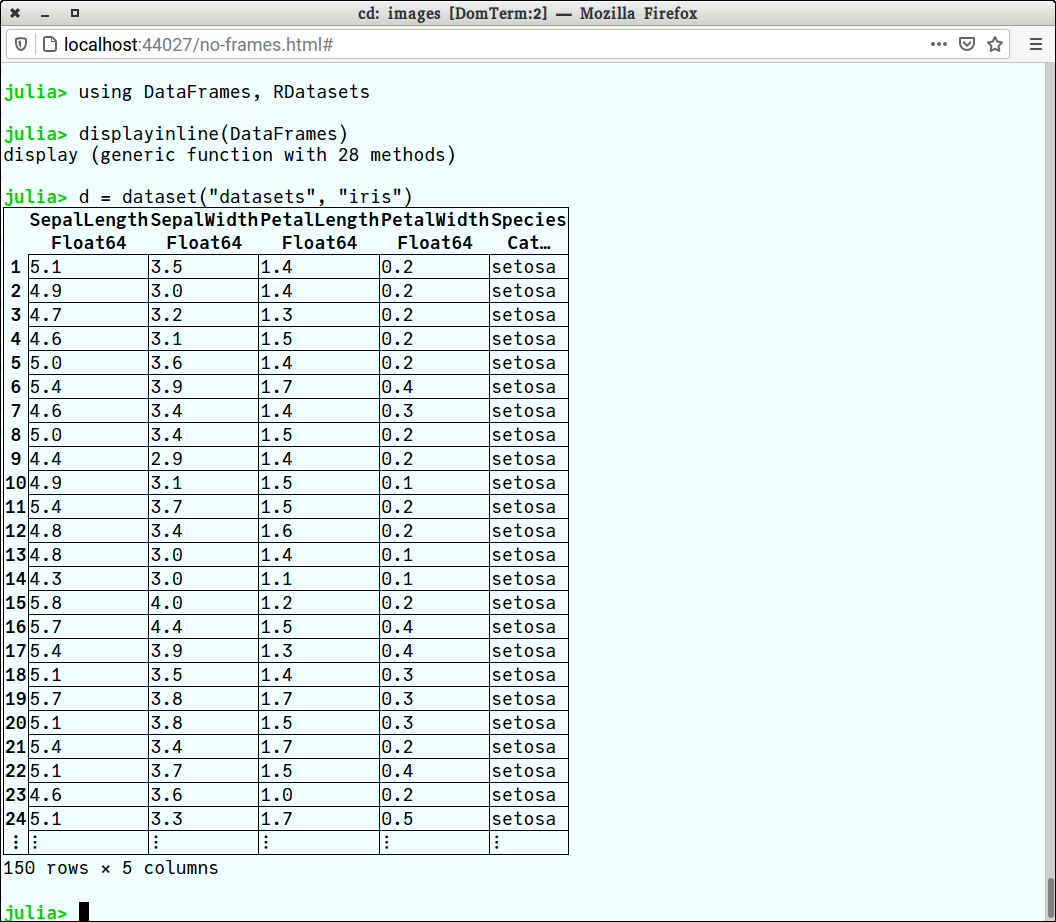 cd: images [DomTerm:2] — Mozilla Firefox
localhost:44027/no-frames.html#
julia> using DataFrames, RDatasets
julia> displayinline(DataFrames)
display (generic function with 28 methods)
julia> d = dataset("datasets", "iris")
SepalLength SepalWidth PetalLength PetalWidth Species
Float64 Float64 Float64 Float64 Cat…
1 5.1 3.5 1.4 0.2 setosa
2 4.9 3.0 1.4 0.2 setosa
3 4.7 3.2 1.3 0.2 setosa
4 4.6 3.1 1.5 0.2 setosa
5 5.0 3.6 1.4 0.2 setosa
6 5.4 3.9 1.7 0.4 setosa
7 4.6 3.4 1.4 0.3 setosa
8 5.0 3.4 1.5 0.2 setosa
9 4.4 2.9 1.4 0.2 setosa
10 4.9 3.1 1.5 0.1 setosa
11 5.4 3.7 1.5 0.2 setosa
12 4.8 3.4 1.6 0.2 setosa
13 4.8 3.0 1.4 0.1 setosa
14 4.3 3.0 1.1 0.1 setosa
15 5.8 4.0 1.2 0.2 setosa
16 5.7 4.4 1.5 0.4 setosa
17 5.4 3.9 1.3 0.4 setosa
18 5.1 3.5 1.4 0.3 setosa
19 5.7 3.8 1.7 0.3 setosa
20 5.1 3.8 1.5 0.3 setosa
21 5.4 3.4 1.7 0.2 setosa
22 5.1 3.7 1.5 0.4 setosa
23 4.6 3.6 1.0 0.2 setosa
24 5.1 3.3 1.7 0.5 setosa
⋮ ⋮ ⋮ ⋮ ⋮ ⋮
150 rows × 5 columns
julia>